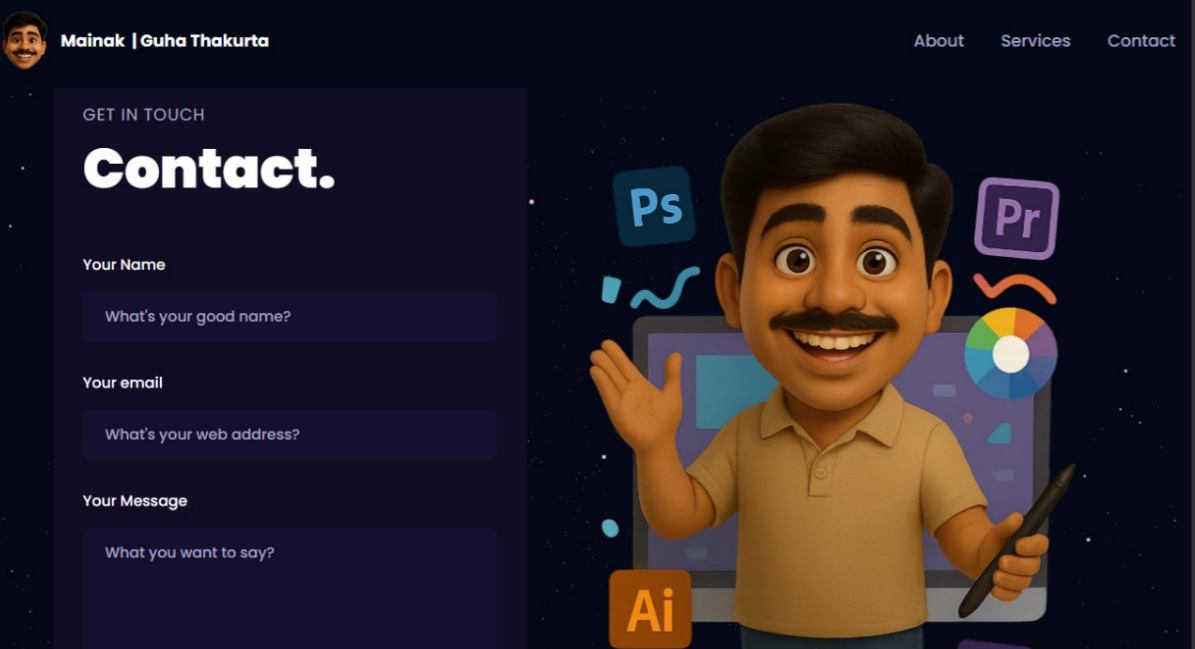 Mainak | Guha Thakurta
About Services Contact
GET IN TOUCH
Contact.
Your Name
What's your good name?
Your email
What's your web address?
Your Message
What you want to say?
Ps
Pr
Ai